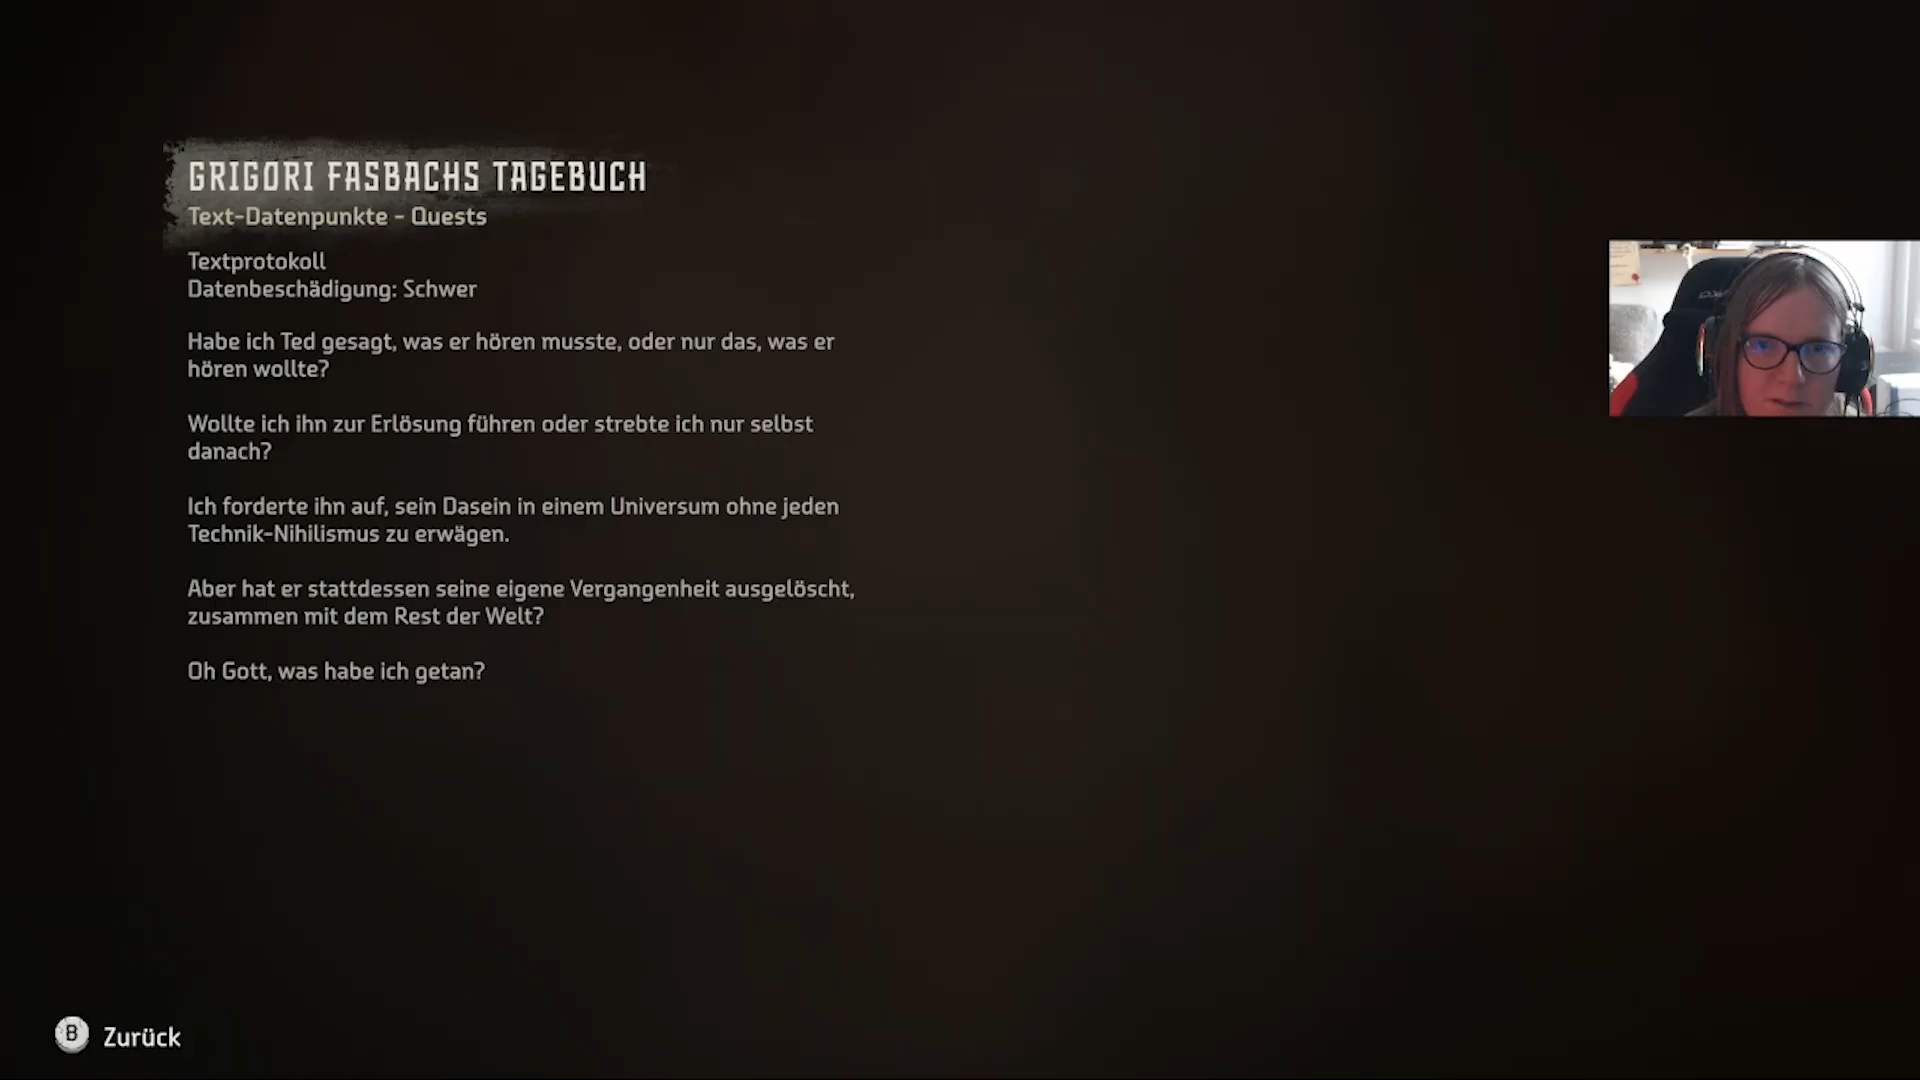 GRIGORI FASBACHS TAGEBUCH
Text-Datenpunkte - Quests
Textprotokoll
Datenbeschädigung: Schwer
Habe ich Ted gesagt, was er hören musste, oder nur das, was er
hören wollte?
Wollte ich ihn zur Erlösung führen oder strebte ich nur selbst
danach?
Ich forderte ihn auf, sein Dasein in einem Universum ohne jeden
Technik-Nihilismus zu erwägen.
Aber hat er stattdessen seine eigene Vergangenheit ausgelöscht,
zusammen mit dem Rest der Welt?
Oh Gott, was habe ich getan?
B Zurück